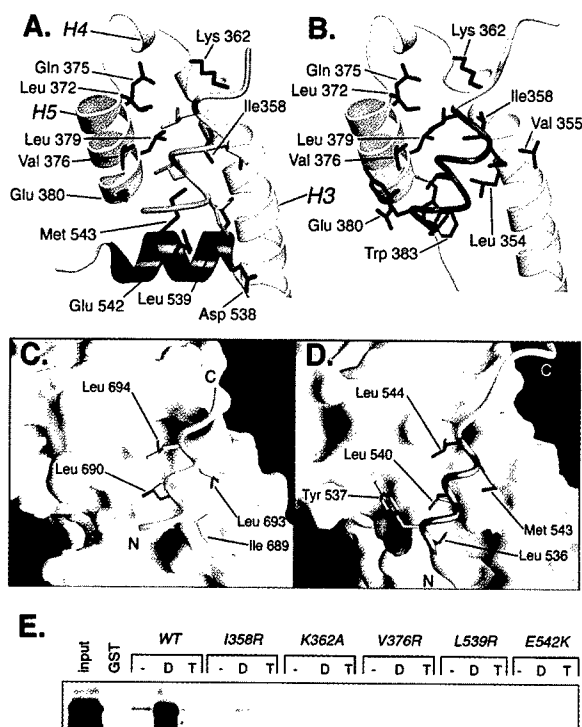 A.
H4
Lys 362
Gln 375
Leu 372
H5
Ile358
Leu 379
Val 376
Glu 380
H3
Met 543
Glu 542
Leu 539
Asp 538
B.
Lys 362
Gln 375
Leu 372
Ile358
Val 355
Leu 379
Val 376
Glu 380
Leu 354
Trp 383
C.
C
Leu 694
Leu 690
Leu 693
N
Ile 689
D.
C
Leu 544
Leu 540
Tyr 537
Met 543
Leu 536
N
E.
input GST WT I358R K362A V376R L539R E542K
- D T - D T - D T - D T - D T - D T